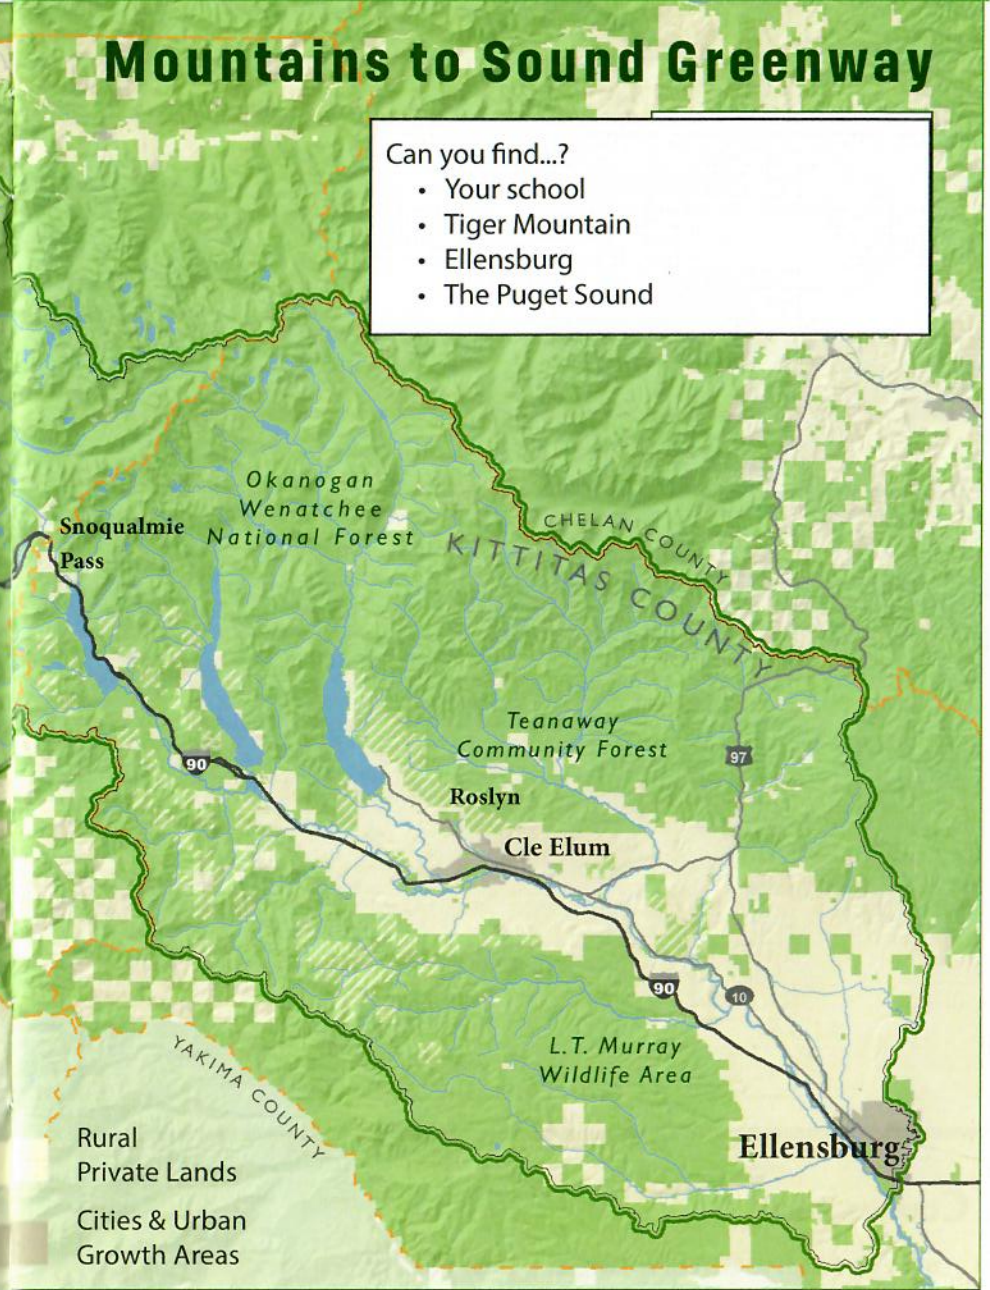 Mountains to Sound Greenway
Can you find...?
• Your school
• Tiger Mountain
• Ellensburg
• The Puget Sound
Okanogan
Wenatchee
National Forest
Snoqualmie
Pass
CHELAN COUNTY
KITTITAS COUNTY
Teanaway
Community Forest
97
90
Roslyn
Cle Elum
90
10
L.T. Murray
Wildlife Area
YAKIMA COUNTY
Ellensburg
Rural
Private Lands
Cities & Urban
Growth Areas